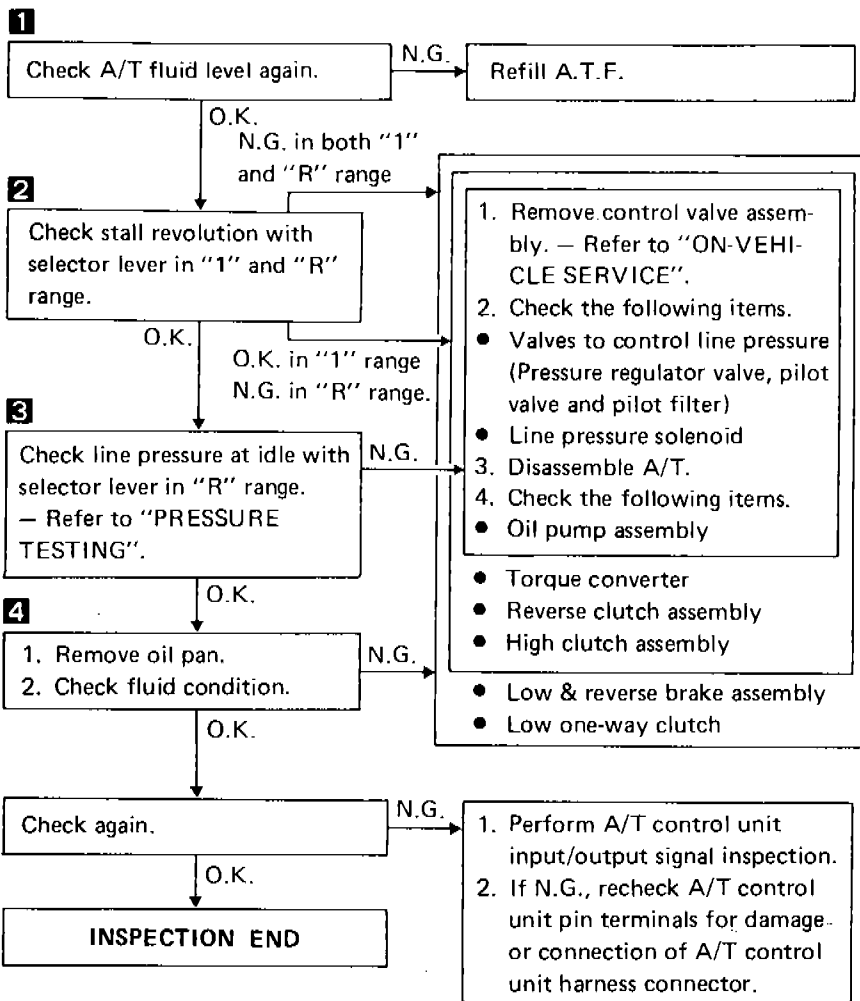 1
Check A/T fluid level again.
N.G.
Refill A.T.F.
O.K.
N.G. in both "1"
and "R" range
2
Check stall revolution with
selector lever in "1" and "R"
range.
O.K.
O.K. in "1" range
N.G. in "R" range.
3
Check line pressure at idle with
selector lever in "R" range.
— Refer to "PRESSURE
TESTING".
N.G.
O.K.
4
1. Remove oil pan.
2. Check fluid condition.
N.G.
O.K.
1. Remove control valve assem-
bly. — Refer to "ON-VEHI-
CLE SERVICE".
2. Check the following items.
● Valves to control line pressure
(Pressure regulator valve, pilot
valve and pilot filter)
● Line pressure solenoid
3. Disassemble A/T.
4. Check the following items.
● Oil pump assembly
● Torque converter
● Reverse clutch assembly
● High clutch assembly
● Low & reverse brake assembly
● Low one-way clutch
Check again.
N.G.
O.K.
INSPECTION END
1. Perform A/T control unit
input/output signal inspection.
2. If N.G., recheck A/T control
unit pin terminals for damage
or connection of A/T control
unit harness connector.